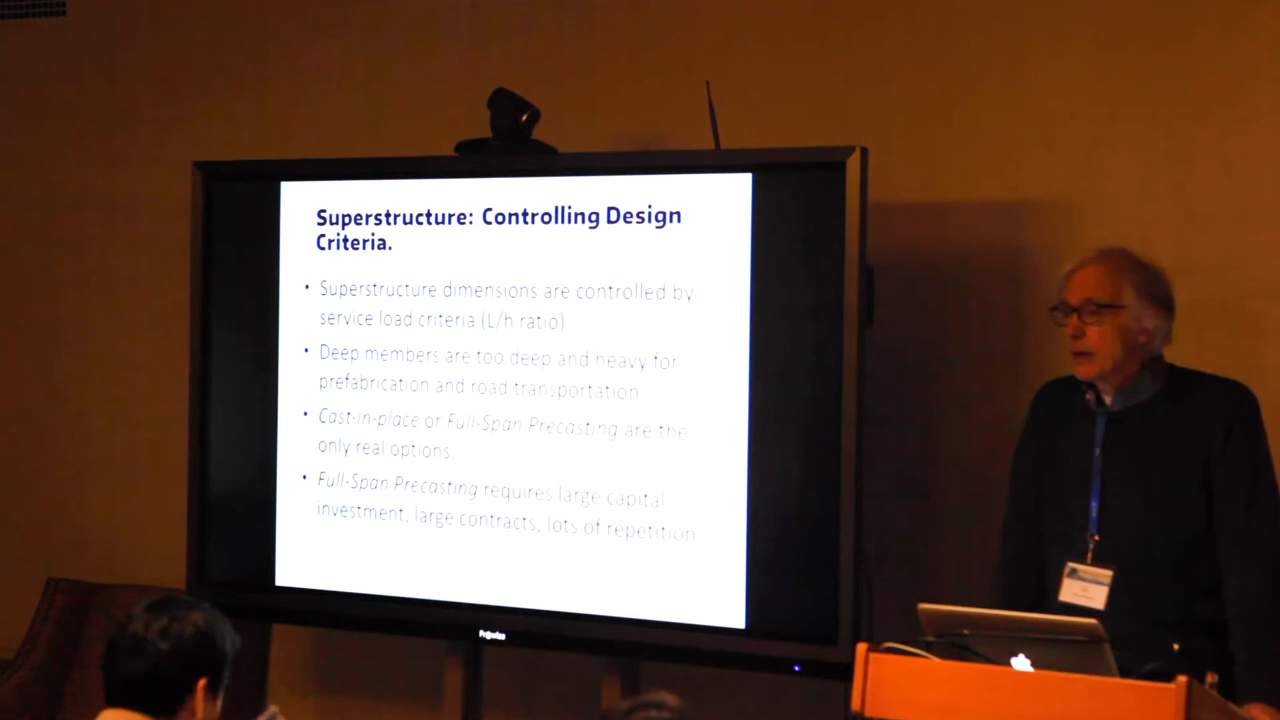 Superstructure: Controlling Design
Criteria.
• Superstructure dimensions are controlled by
service load criteria (L/h ratio)
• Deep members are too deep and heavy for
prefabrication and road transportation
• Cast-in-place or Full-Span Precasting are the
only real options
• Full-Span Precasting requires large capital
investment, large contracts, lots of repetition
Prowise